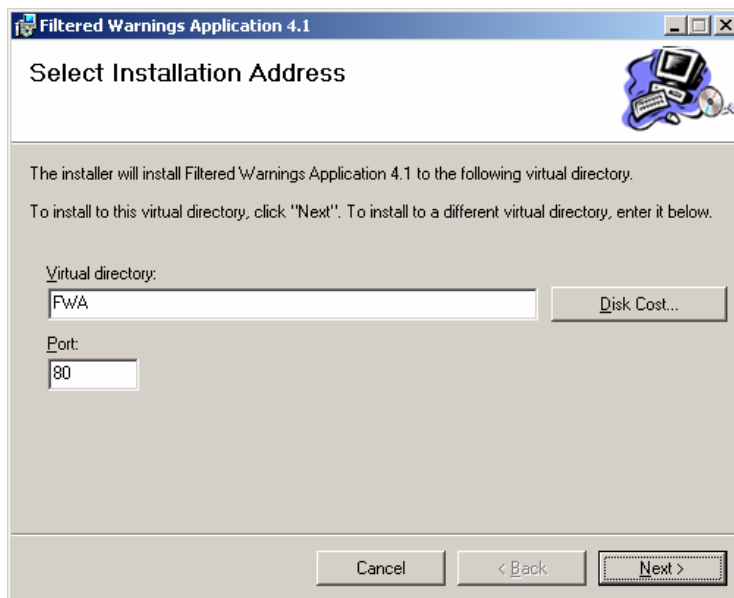 Filtered Warnings Application 4.1
Select Installation Address
The installer will install Filtered Warnings Application 4.1 to the following virtual directory.
To install to this virtual directory, click "Next". To install to a different virtual directory, enter it below.
Virtual directory:
FWA
Disk Cost...
Port:
80
Cancel
< Back
Next >